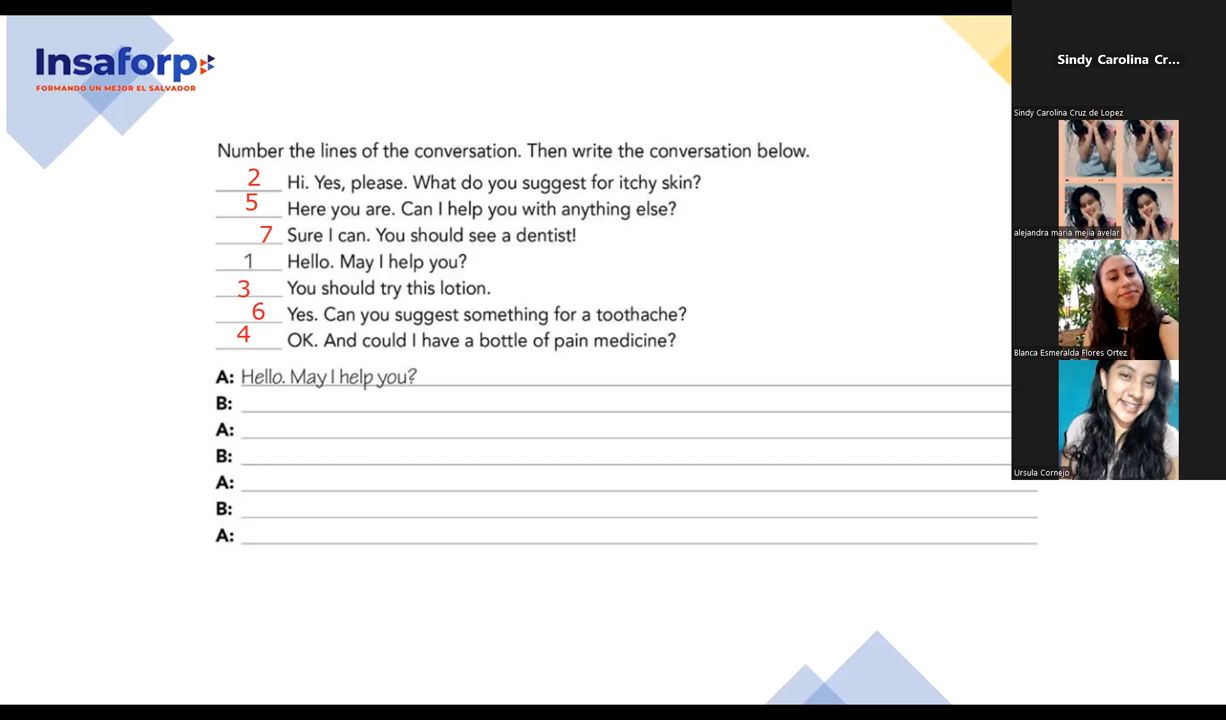 Insaforp
FORMANDO UN MEJOR EL SALVADOR
Number the lines of the conversation. Then write the conversation below.
2 Hi. Yes, please. What do you suggest for itchy skin?
5 Here you are. Can I help you with anything else?
7 Sure I can. You should see a dentist!
1 Hello. May I help you?
3 You should try this lotion.
6 Yes. Can you suggest something for a toothache?
4 OK. And could I have a bottle of pain medicine?
A: Hello. May I help you?
B:
A:
B:
A:
B:
A:
Sindy Carolina Cr...
Sindy Carolina Cruz de Lopez
alejandra maria mejia avelar
Blanca Esmeralda Flores Ortez
Ursula Cornejo